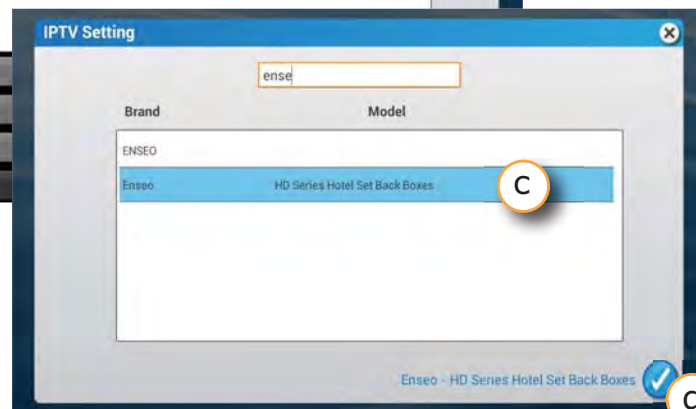 IPTV Setting
ense
Brand Model
ENSEO
Enseo HD Series Hotel Set Back Boxes C
Enseo - HD Series Hotel Set Back Boxes
C